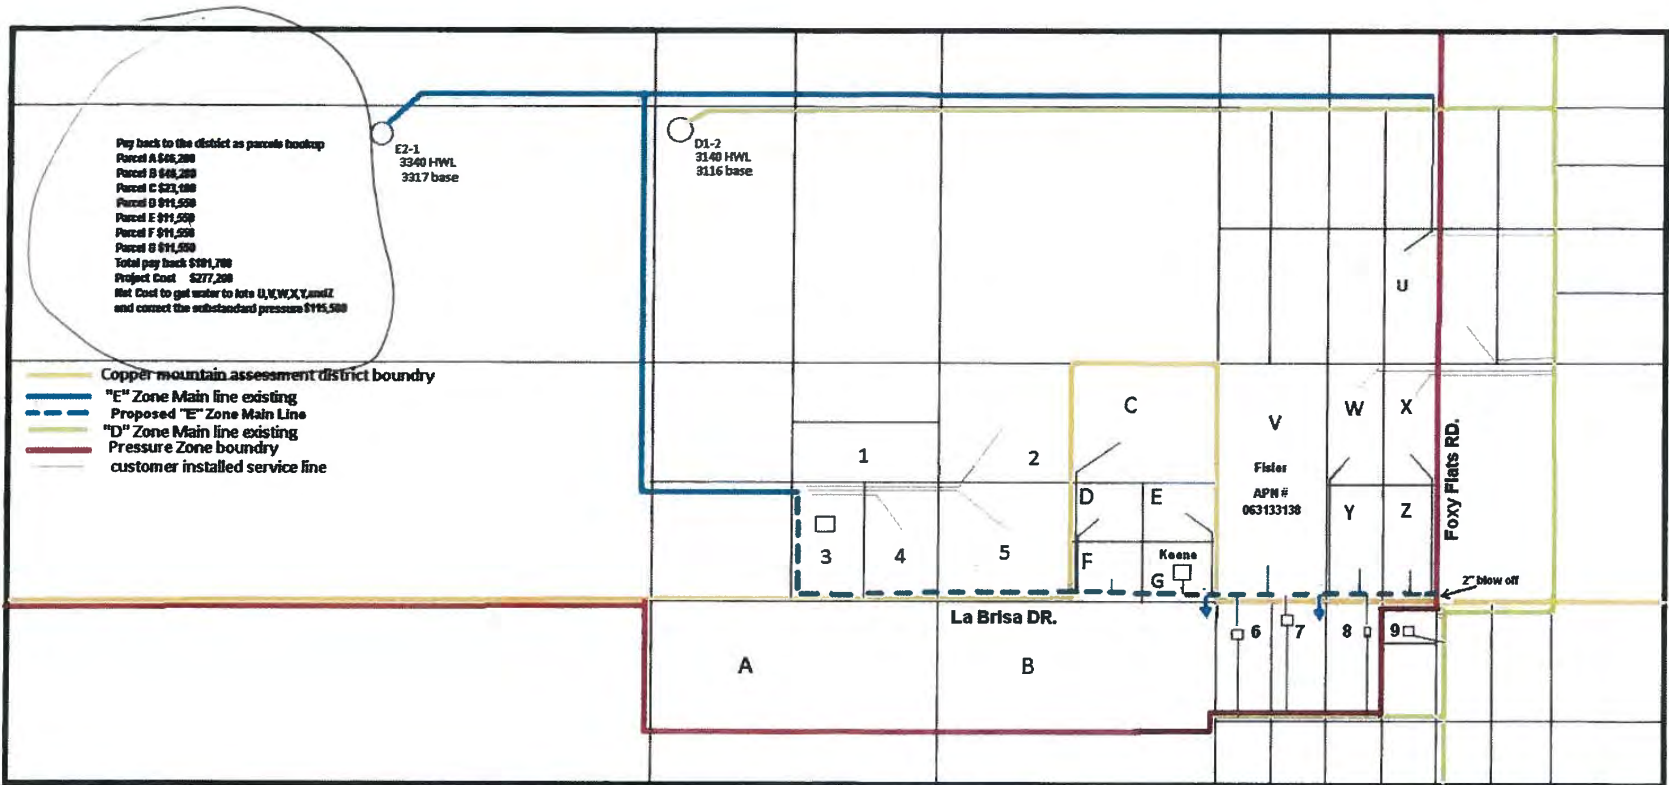 Pay back to the district as parcels hookup
Parcel A $46,200
Parcel B $46,200
Parcel C $23,100
Parcel D $11,550
Parcel E $11,550
Parcel F $11,550
Parcel G $11,550
Total pay back $161,700
Project Cost $277,200
Net Cost to get water to lots U,V,W,X,Y,andZ
and correct the substandard pressure $115,500
E2-1
3340 HWL
3317 base
D1-2
3140 HWL
3116 base
Copper mountain assessment district boundry
"E" Zone Main line existing
Proposed "E" Zone Main Line
"D" Zone Main line existing
Pressure Zone boundry
customer installed service line
U
C
V
W
X
1
2
Fisler
APN #
063133138
D
E
Y
Z
Foxy Flats RD.
3
4
5
F
Keene
G
2" blow off
La Brisa DR.
6
7
8
9
A
B